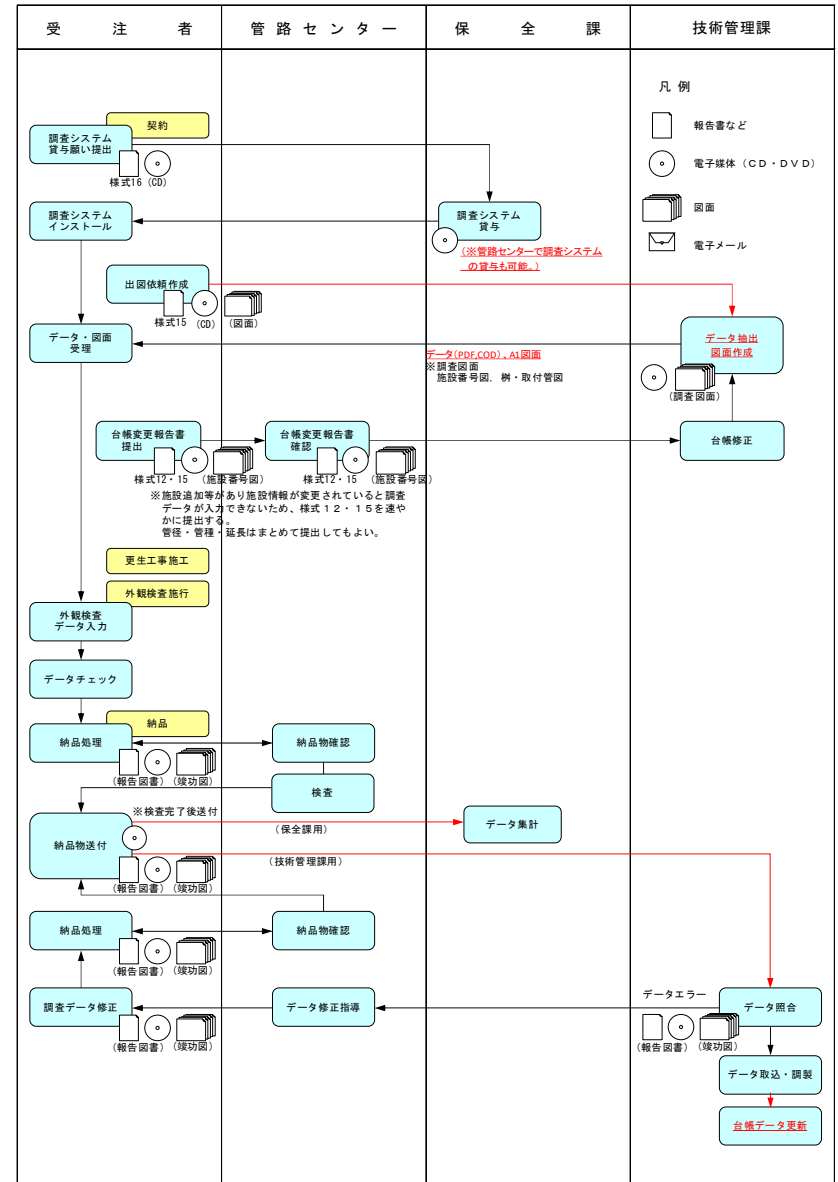 受注者
管路センター
保全課
技術管理課
凡 例
報告書など
電子媒体（CD・DVD）
図面
電子メール
契約
調査システム
貸与願い提出
様式16
(CD)
調査システム
インストール
調査システム
貸与
(※管路センターで調査システム
の貸与も可能。)
出図依頼作成
様式15
(CD)
(図面)
データ・図面
受理
データ(PDF,COD)、A1図面
※調査図面
施設番号図．桝・取付管図
データ抽出
図面作成
(調査図面)
台帳変更報告書
提出
様式12・15
(施設番号図)
台帳変更報告書
確認
様式12・15
(施設番号図)
台帳修正
※施設追加等があり施設情報が変更されていると調査
データが入力できないため、様式１２・１５を速や
かに提出する。
管径・管種・延長はまとめて提出してもよい。
更生工事施工
外観検査施行
外観検査
データ入力
データチェック
納品
納品処理
(報告図書)
(竣功図)
納品物確認
検査
※検査完了後送付
納品物送付
(報告図書)
(竣功図)
(保全課用)
データ集計
(技術管理課用)
納品処理
(報告図書)
(竣功図)
納品物確認
調査データ修正
(報告図書)
(竣功図)
データ修正指導
データエラー
(報告図書)
(竣功図)
データ照合
データ取込・調製
台帳データ更新